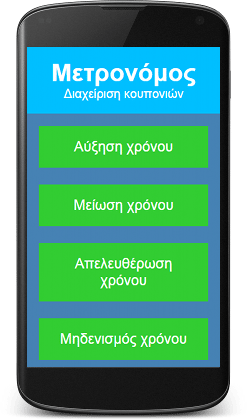 Μετρονόμος
Διαχείριση κουπονιών
Αύξηση χρόνου
Μείωση χρόνου
Απελευθέρωση
χρόνου
Μηδενισμός χρόνου